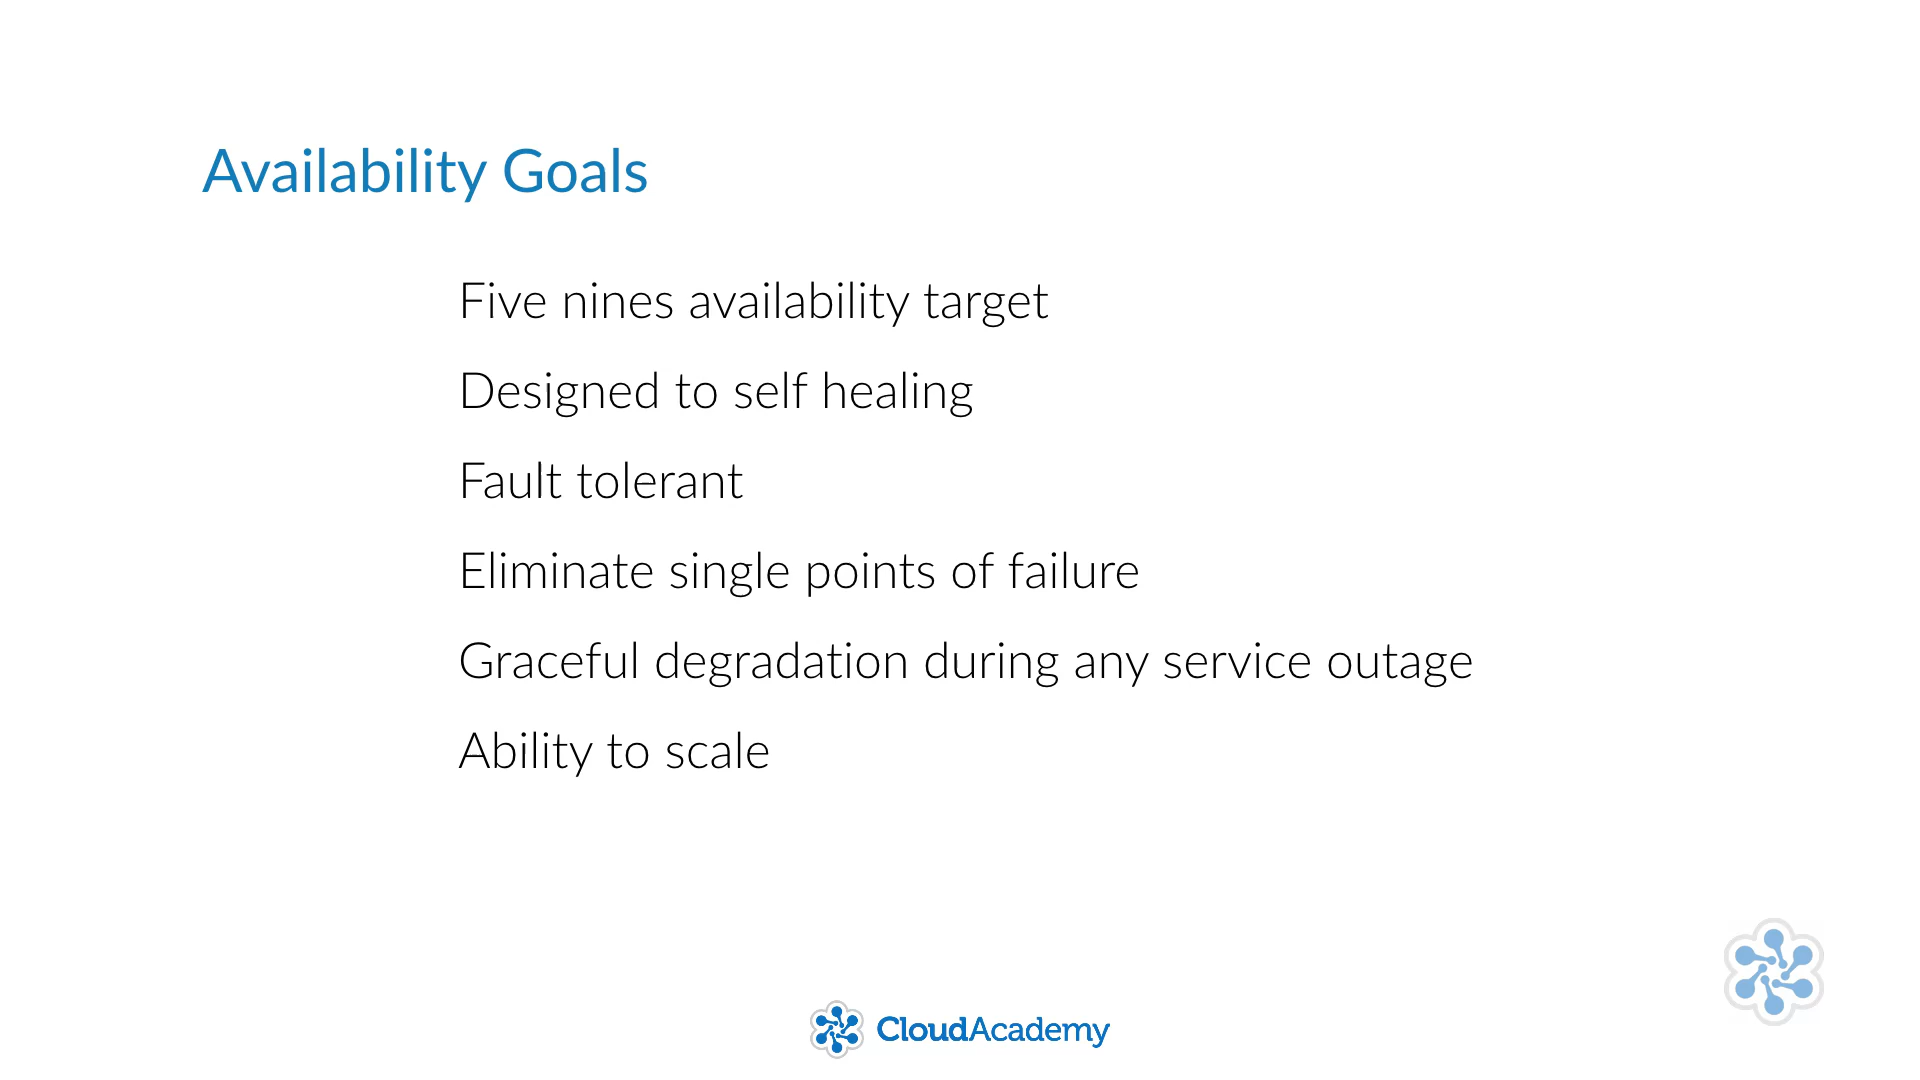 Availability Goals
Five nines availability target
Designed to self healing
Fault tolerant
Eliminate single points of failure
Graceful degradation during any service outage
Ability to scale
CloudAcademy